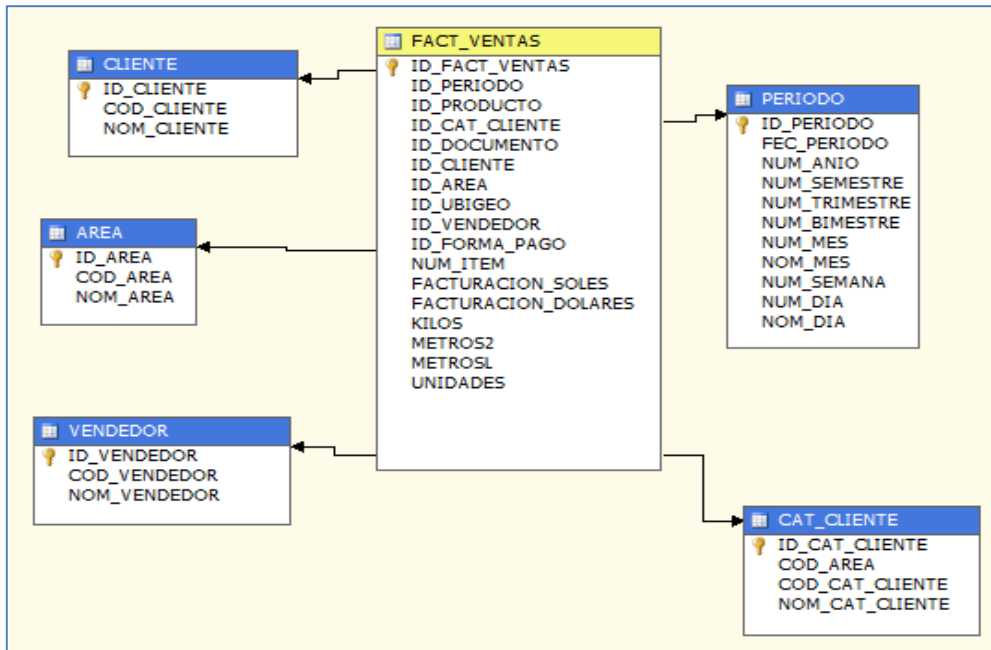 CLIENTE
ID_CLIENTE
COD_CLIENTE
NOM_CLIENTE
AREA
ID_AREA
COD_AREA
NOM_AREA
VENDEDOR
ID_VENDEDOR
COD_VENDEDOR
NOM_VENDEDOR
FACT_VENTAS
ID_FACT_VENTAS
ID_PERIODO
ID_PRODUCTO
ID_CAT_CLIENTE
ID_DOCUMENTO
ID_CLIENTE
ID_AREA
ID_UBIGEO
ID_VENDEDOR
ID_FORMA_PAGO
NUM_ITEM
FACTURACION_SOLES
FACTURACION_DOLARES
KILOS
METROS2
METROSL
UNIDADES
PERIODO
ID_PERIODO
FEC_PERIODO
NUM_ANIO
NUM_SEMESTRE
NUM_TRIMESTRE
NUM_BIMESTRE
NUM_MES
NOM_MES
NUM_SEMANA
NUM_DIA
NOM_DIA
CAT_CLIENTE
ID_CAT_CLIENTE
COD_AREA
COD_CAT_CLIENTE
NOM_CAT_CLIENTE